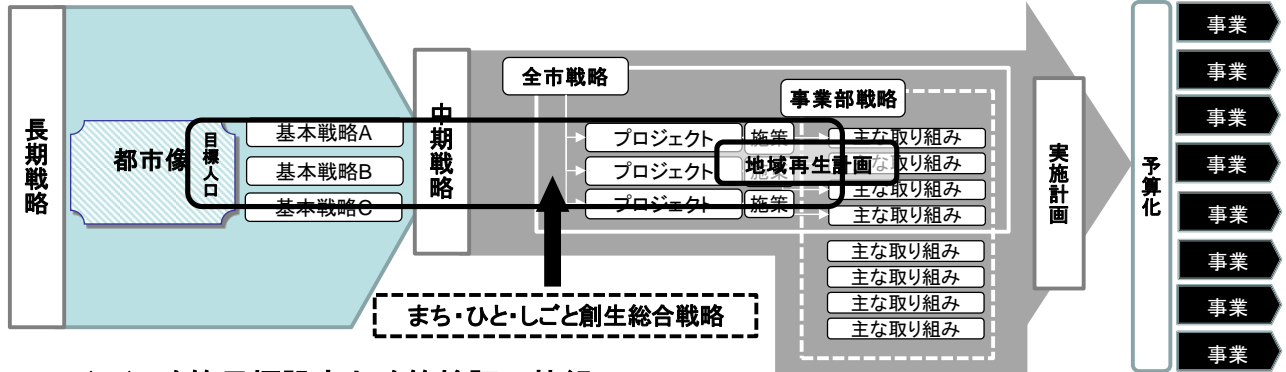 長期戦略
都市像
目標人口
基本戦略A
基本戦略B
基本戦略C
中期戦略
全市戦略
プロジェクト 施策
プロジェクト
プロジェクト 施策
地域再生計画
事業部戦略
主な取り組み
主な取り組み
主な取り組み
主な取り組み
主な取り組み
主な取り組み
主な取り組み
主な取り組み
まち・ひと・しごと創生総合戦略
実施計画
予算化
事業
事業
事業
事業
事業
事業
事業
事業